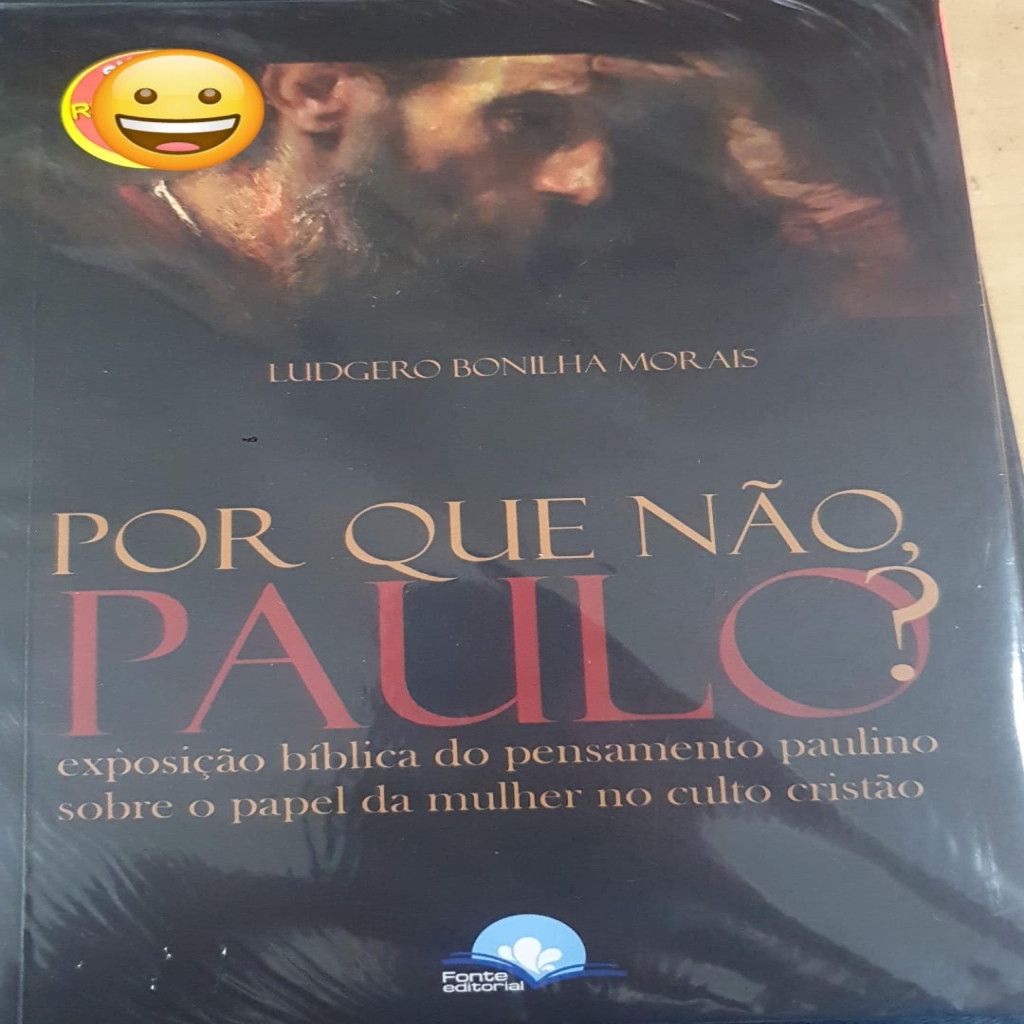 LUDGERO BONILHA MORAIS
POR QUE NÃO,
PAULO?
exposição bíblica do pensamento paulino
sobre o papel da mulher no culto cristão
Fonte
editorial